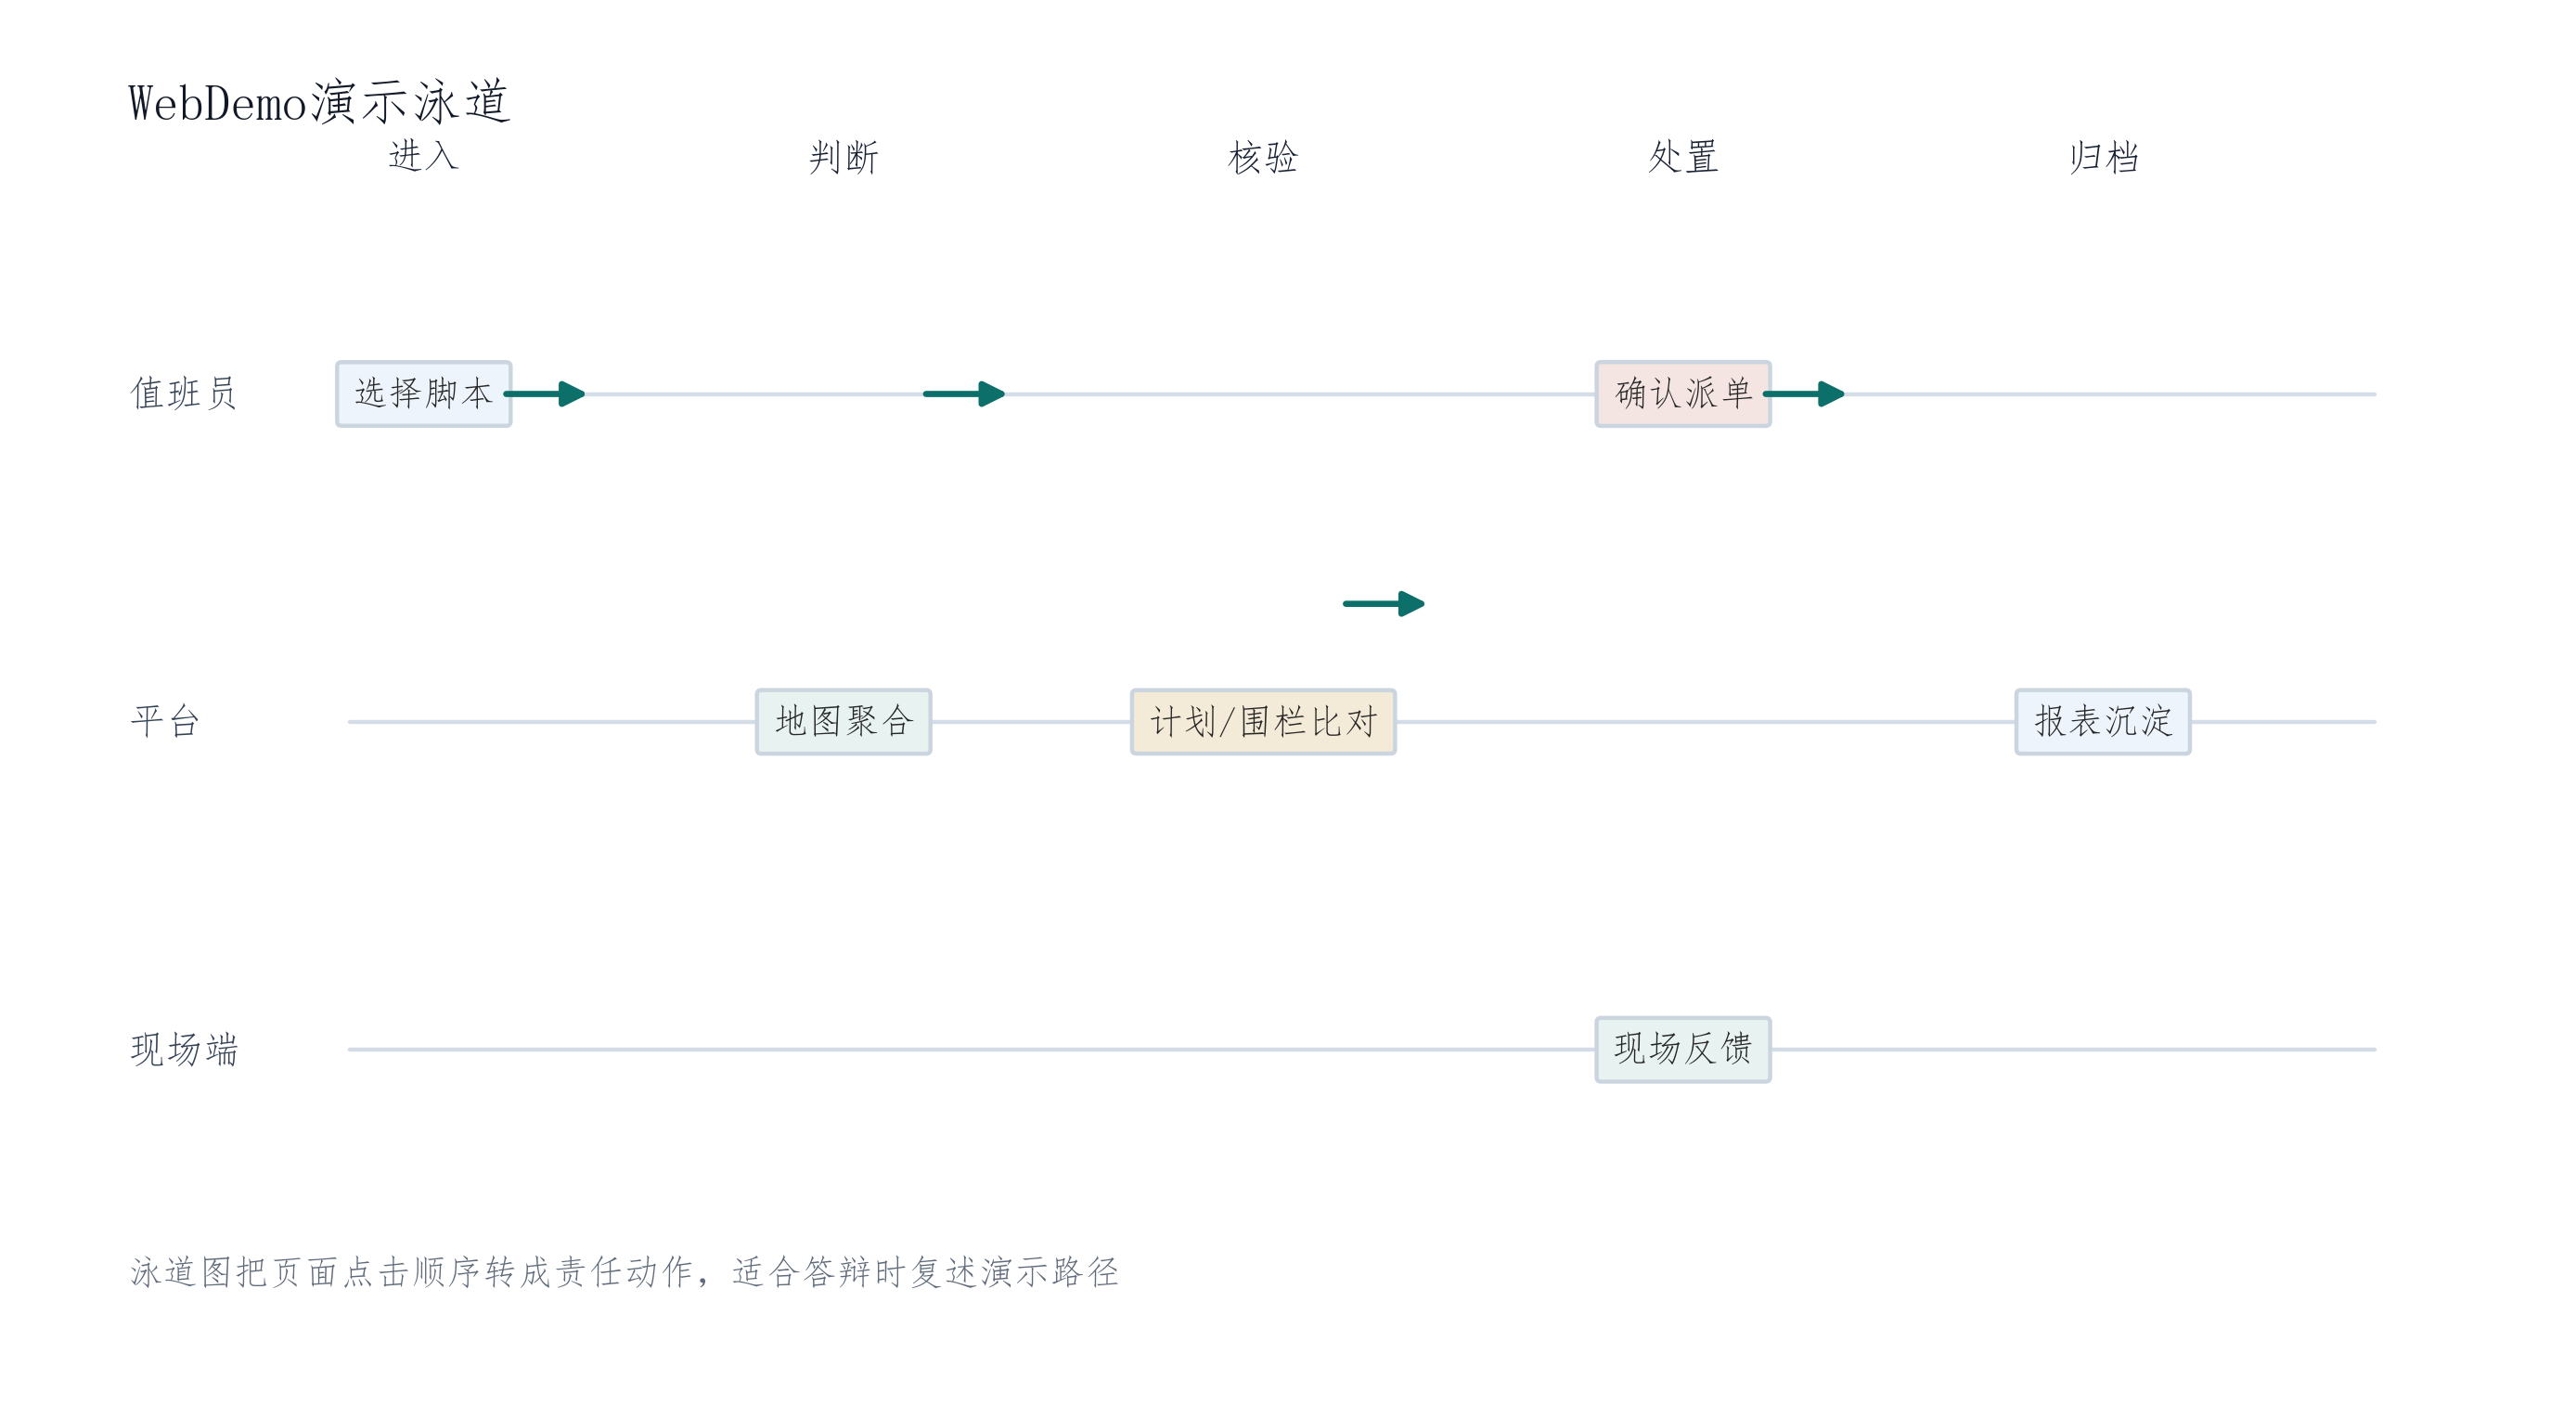 WebDemo演示泳道
进入 判断 核验 处置 归档
值班员 选择脚本 确认派单
平台 地图聚合 计划/围栏比对 报表沉淀
现场端 现场反馈
泳道图把页面点击顺序转成责任动作，适合答辩时复述演示路径